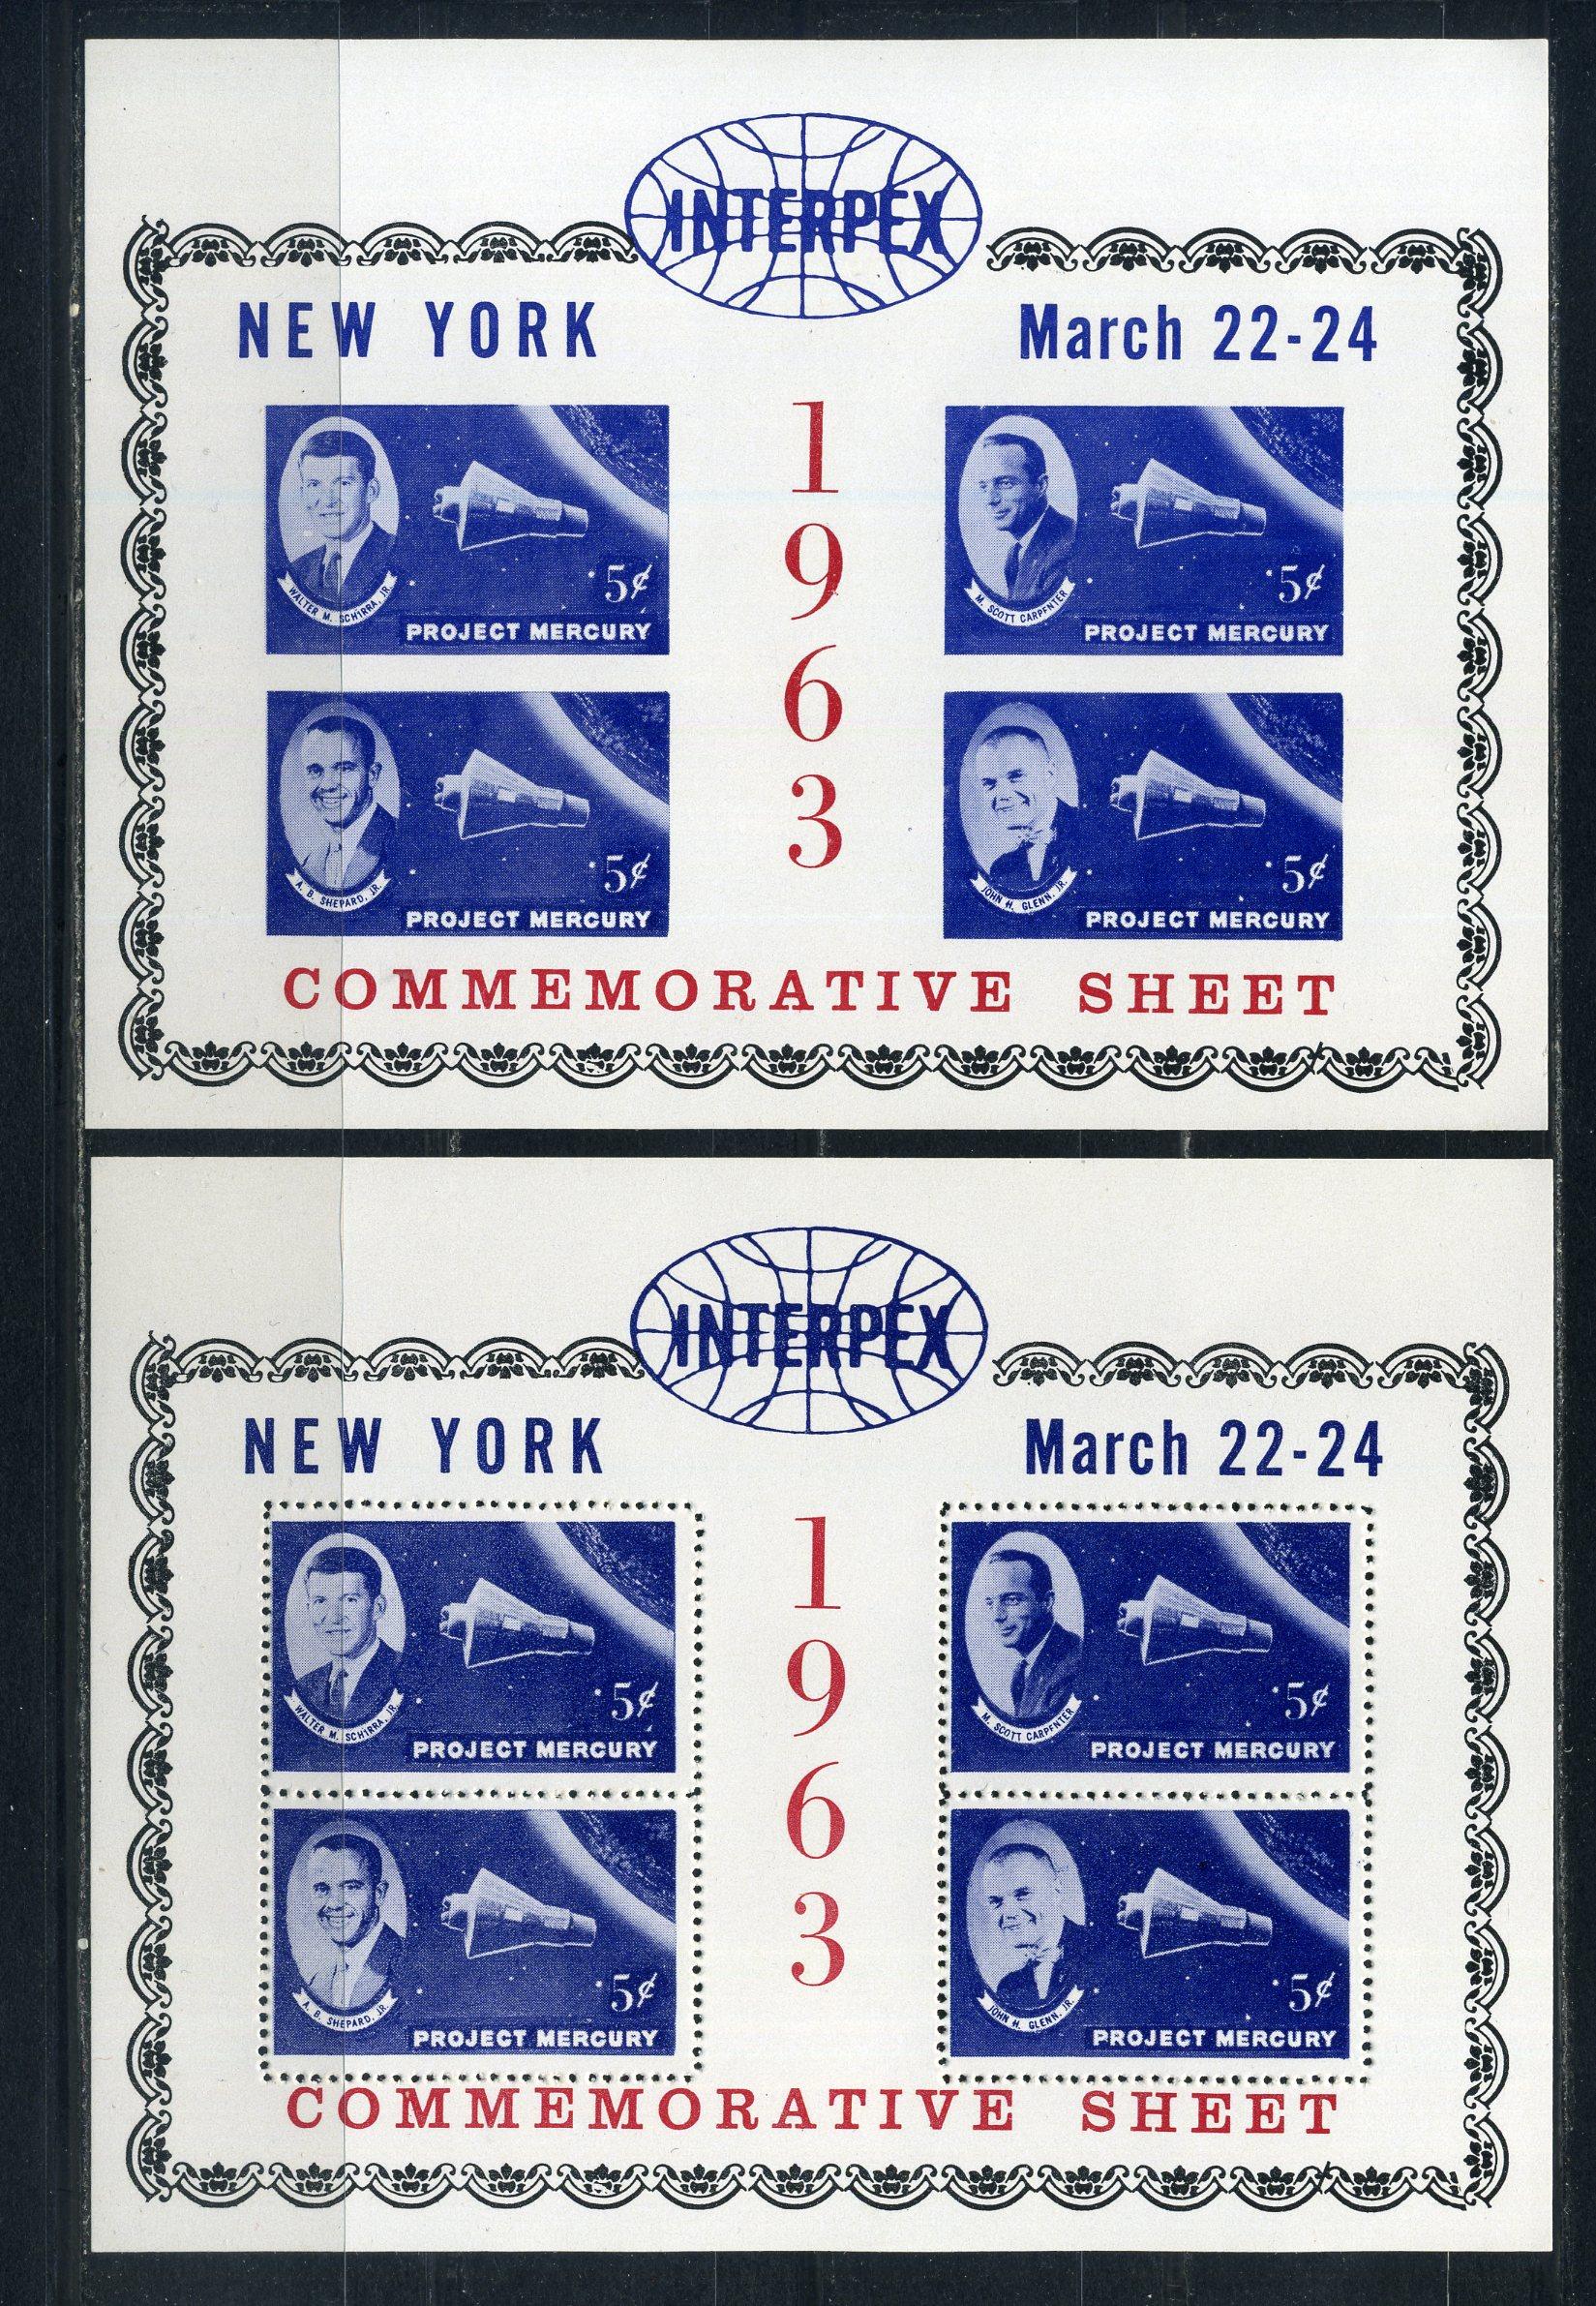 INTERPEX
NEW YORK March 22-24
1
9
6
3
WALTER M. SCHIRRA, JR.
5¢
PROJECT MERCURY
M. SCOTT CARPENTER
5¢
PROJECT MERCURY
A. B. SHEPARD, JR.
5¢
PROJECT MERCURY
JOHN H. GLENN, JR.
5¢
PROJECT MERCURY
COMMEMORATIVE SHEET
INTERPEX
NEW YORK March 22-24
1
9
6
3
WALTER M. SCHIRRA, JR.
5¢
PROJECT MERCURY
M. SCOTT CARPENTER
5¢
PROJECT MERCURY
A. B. SHEPARD, JR.
5¢
PROJECT MERCURY
JOHN H. GLENN, JR.
5¢
PROJECT MERCURY
COMMEMORATIVE SHEET